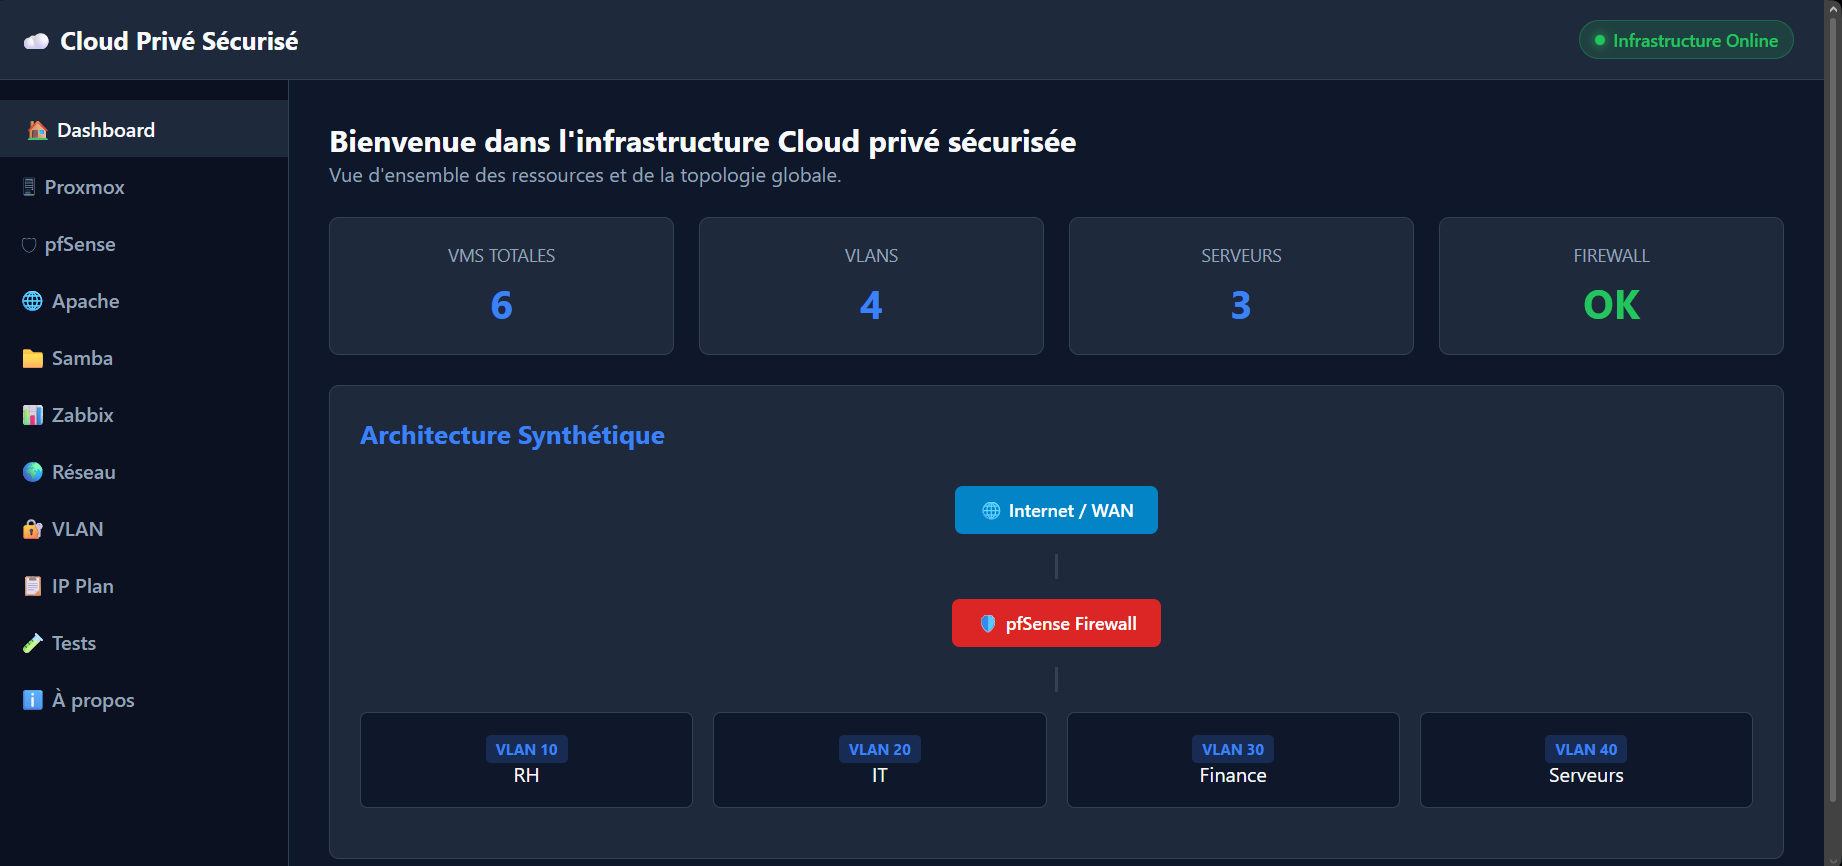 Cloud Privé Sécurisé
Infrastructure Online
Dashboard
Proxmox
pfSense
Apache
Samba
Zabbix
Réseau
VLAN
IP Plan
Tests
À propos
Bienvenue dans l'infrastructure Cloud privé sécurisée
Vue d'ensemble des ressources et de la topologie globale.
VMS TOTALES
6
VLANS
4
SERVEURS
3
FIREWALL
OK
Architecture Synthétique
Internet / WAN
pfSense Firewall
VLAN 10
RH
VLAN 20
IT
VLAN 30
Finance
VLAN 40
Serveurs